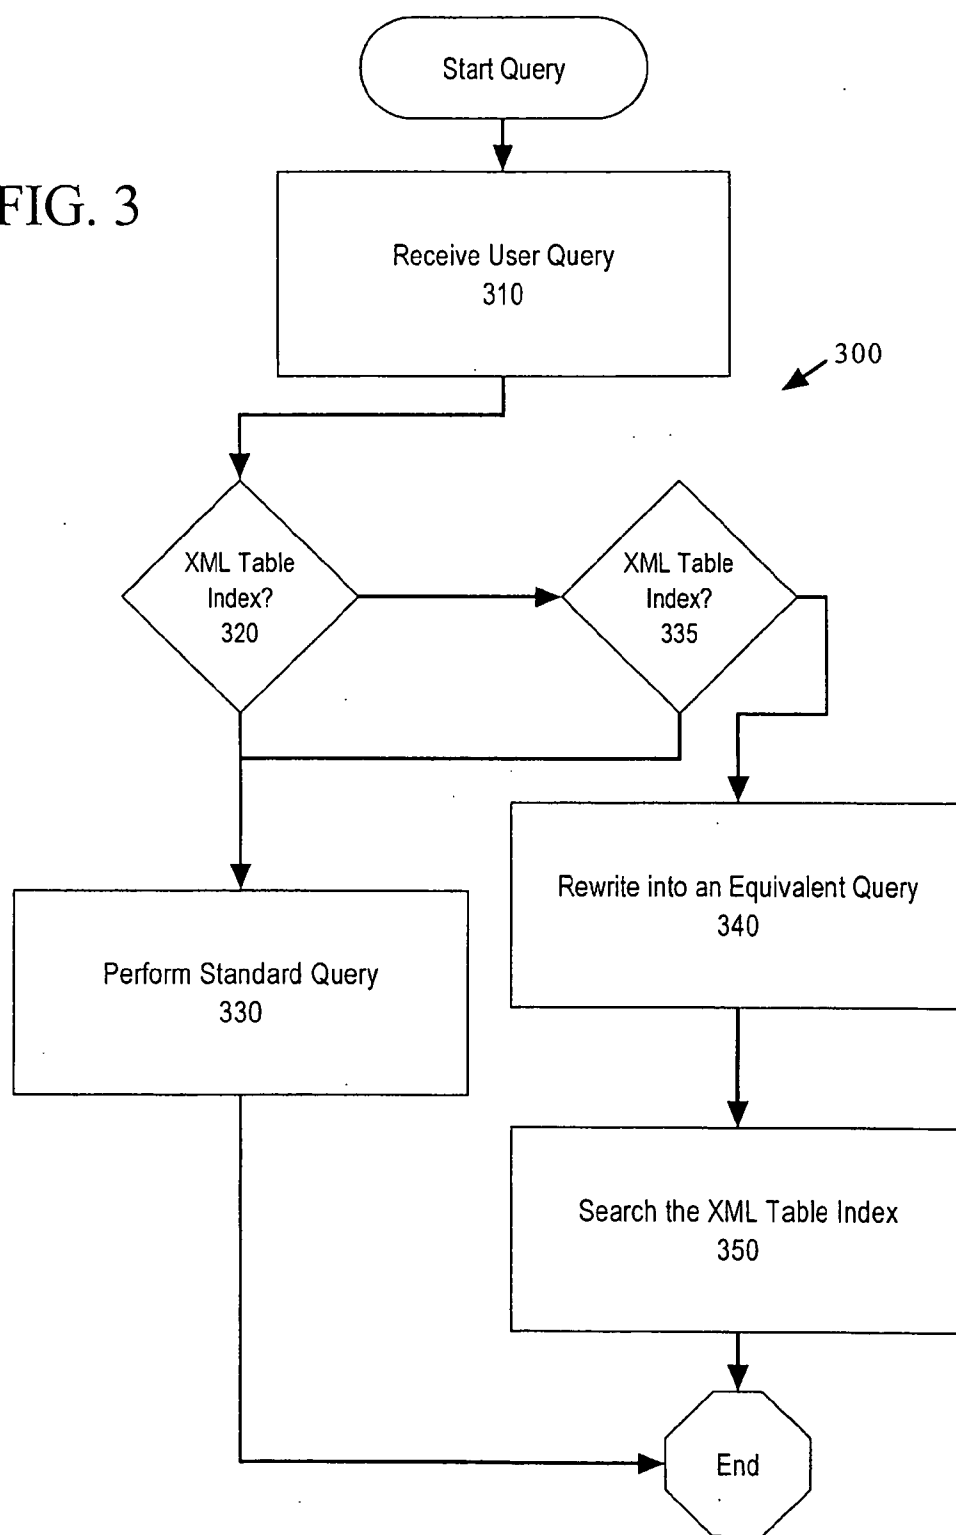 Start Query
FIG. 3
Receive User Query
310
300
XML Table
Index?
320
XML Table
Index?
335
Rewrite into an Equivalent Query
340
Perform Standard Query
330
Search the XML Table Index
350
End